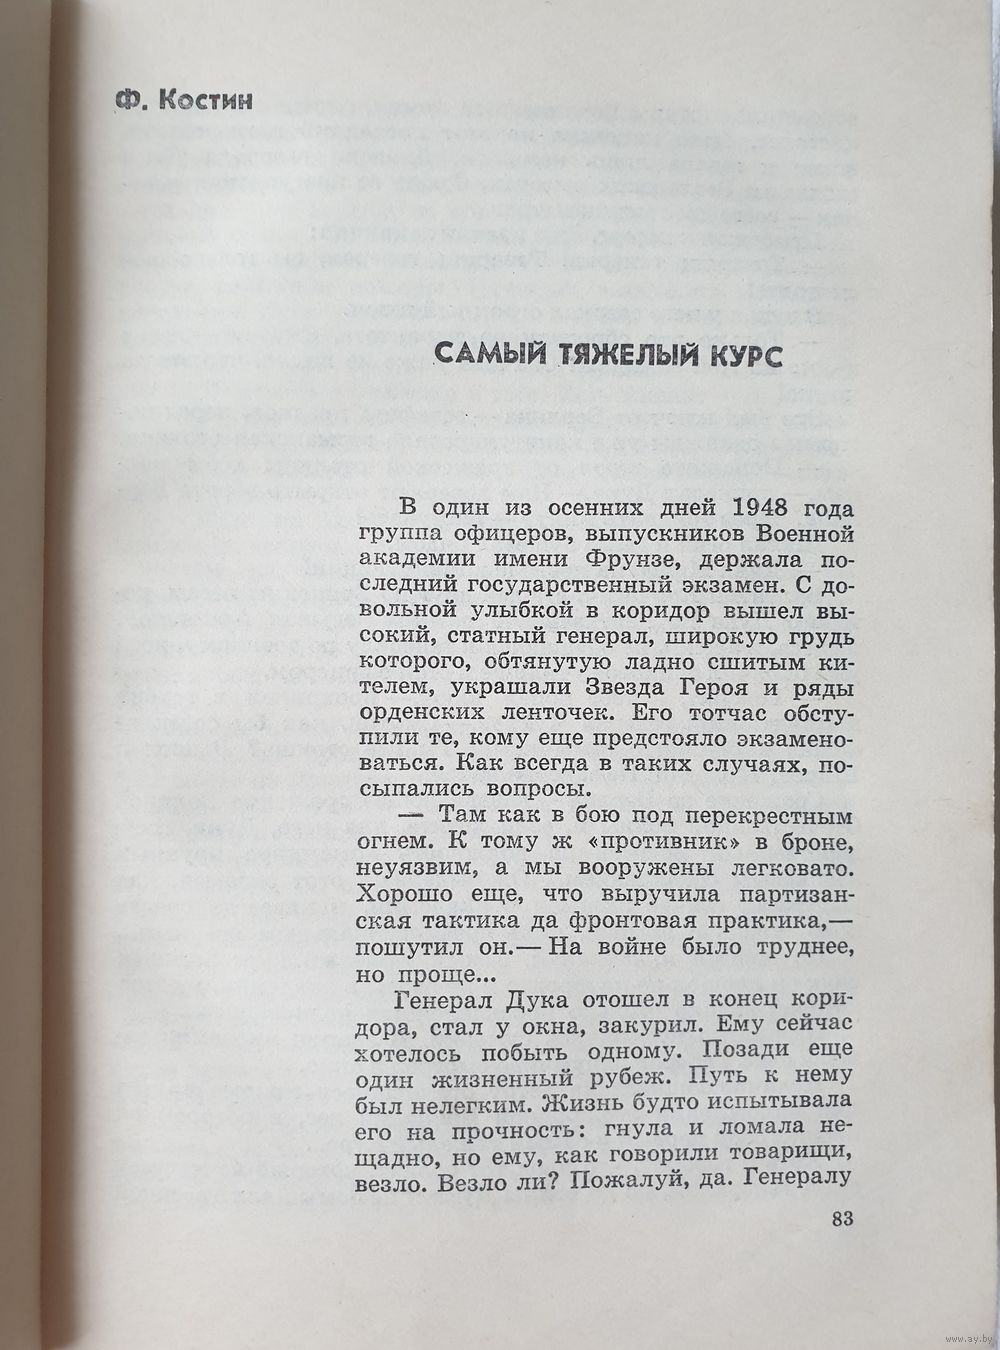 Ф. Костин
САМЫЙ ТЯЖЕЛЫЙ КУРС
В один из осенних дней 1948 года
группа офицеров, выпускников Военной
академии имени Фрунзе, держала по-
следний государственный экзамен. С до-
вольной улыбкой в коридор вышел вы-
сокий, статный генерал, широкую грудь
которого, обтянутую ладно сшитым ки-
телем, украшали Звезда Героя и ряды
орденских ленточек. Его тотчас обсту-
пили те, кому еще предстояло экзамено-
ваться. Как всегда в таких случаях, по-
сыпались вопросы.
— Там как в бою под перекрестным
огнем. К тому ж «противник» в броне,
неуязвим, а мы вооружены легковато.
Хорошо еще, что выручила партизан-
ская тактика да фронтовая практика,—
пошутил он.— На войне было труднее,
но проще...
Генерал Дука отошел в конец кори-
дора, стал у окна, закурил. Ему сейчас
хотелось побыть одному. Позади еще
один жизненный рубеж. Путь к нему
был нелегким. Жизнь будто испытывала
его на прочность: гнула и ломала не-
щадно, но ему, как говорили товарищи,
везло. Везло ли? Пожалуй, да. Генералу
83
www.ay.by